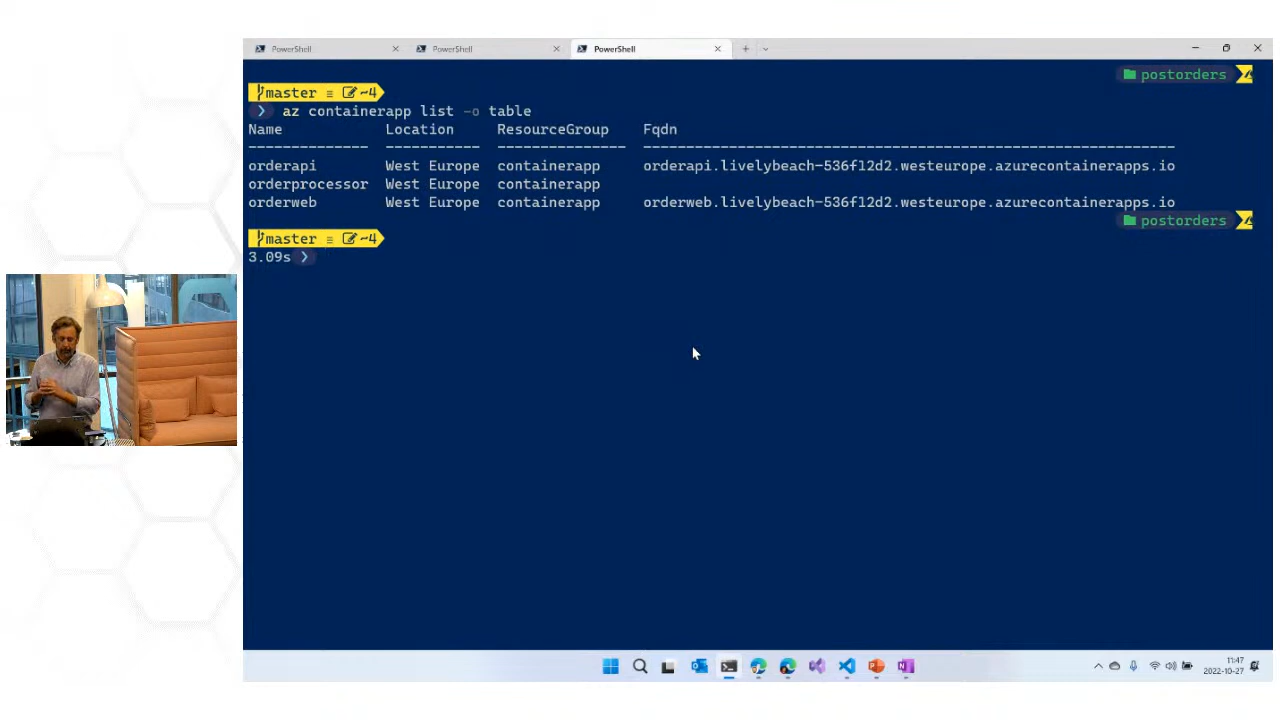 PowerShell PowerShell PowerShell
postorders
master ≡ ~4
❯ az containerapp list -o table
Name Location ResourceGroup Fqdn
-------------- ----------- --------------- --------------------------------------------------------------
orderapi West Europe containerapp orderapi.livelybeach-536f12d2.westeurope.azurecontainerapps.io
orderprocessor West Europe containerapp
orderweb West Europe containerapp orderweb.livelybeach-536f12d2.westeurope.azurecontainerapps.io
postorders
master ≡ ~4
3.09s ❯
11:47
2022-10-27